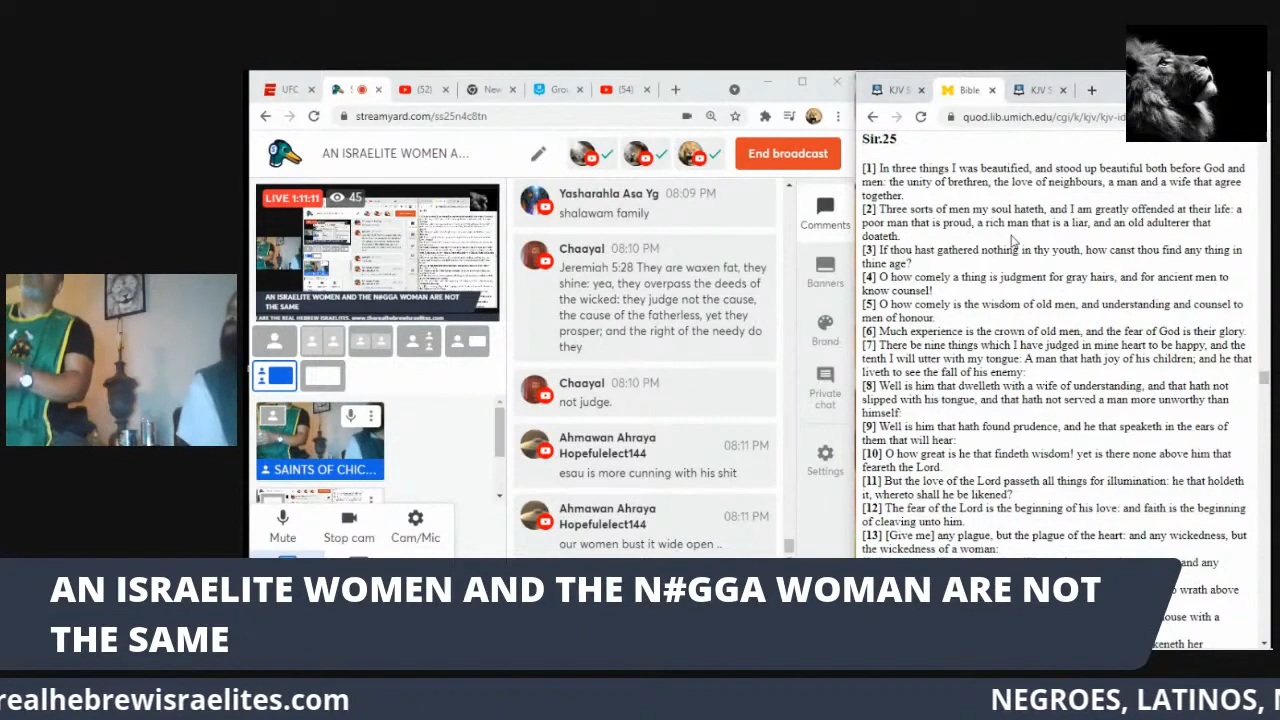 UFC
S
(52)
New
Grou
(54)
streamyard.com/ss25n4c8tn
AN ISRAELITE WOMEN A...
End broadcast
LIVE 1:11:11
45
AN ISRAELITE WOMEN AND THE N#GGA WOMAN ARE NOT
THE SAME
ARE THE REAL HEBREW ISRAELITES. www.therealhebrewisraelites.com
SAINTS OF CHIC...
Mute
Stop cam
Cam/Mic
Yasharahla Asa Yg
08:09 PM
shalawam family
Chaayal
08:10 PM
Jeremiah 5:28 They are waxen fat, they
shine: yea, they overpass the deeds of
the wicked: they judge not the cause,
the cause of the fatherless, yet they
prosper; and the right of the needy do
they
Chaayal
08:10 PM
not judge.
Ahmawan Ahraya
Hopefulelect144
08:11 PM
esau is more cunning with his shit
Ahmawan Ahraya
Hopefulelect144
08:11 PM
our women bust it wide open ..
Comments
Banners
Brand
Private
chat
Settings
KJV S
Bible
KJV S
quod.lib.umich.edu/cgi/k/kjv/kjv-id
Sir.25
[1] In three things I was beautified, and stood up beautiful both before God and
men: the unity of brethren, the love of neighbours, a man and a wife that agree
together.
[2] Three sorts of men my soul hateth, and I am greatly offended at their life: a
poor man that is proud, a rich man that is a liar, and an old adulterer that
doateth.
[3] If thou hast gathered nothing in thy youth, how canst thou find any thing in
thine age?
[4] O how comely a thing is judgment for gray hairs, and for ancient men to
know counsel!
[5] O how comely is the wisdom of old men, and understanding and counsel to
men of honour.
[6] Much experience is the crown of old men, and the fear of God is their glory.
[7] There be nine things which I have judged in mine heart to be happy, and the
tenth I will utter with my tongue: A man that hath joy of his children; and he that
liveth to see the fall of his enemy:
[8] Well is him that dwelleth with a wife of understanding, and that hath not
slipped with his tongue, and that hath not served a man more unworthy than
himself:
[9] Well is him that hath found prudence, and he that speaketh in the ears of
them that will hear:
[10] O how great is he that findeth wisdom! yet is there none above him that
feareth the Lord.
[11] But the love of the Lord passeth all things for illumination: he that holdeth
it, whereto shall he be likened?
[12] The fear of the Lord is the beginning of his love: and faith is the beginning
of cleaving unto him.
[13] [Give me] any plague, but the plague of the heart: and any wickedness, but
the wickedness of a woman:
and any
wrath above
ouse with a
keneth her
AN ISRAELITE WOMEN AND THE N#GGA WOMAN ARE NOT
THE SAME
realhebrewisraelites.com
NEGROES, LATINOS,